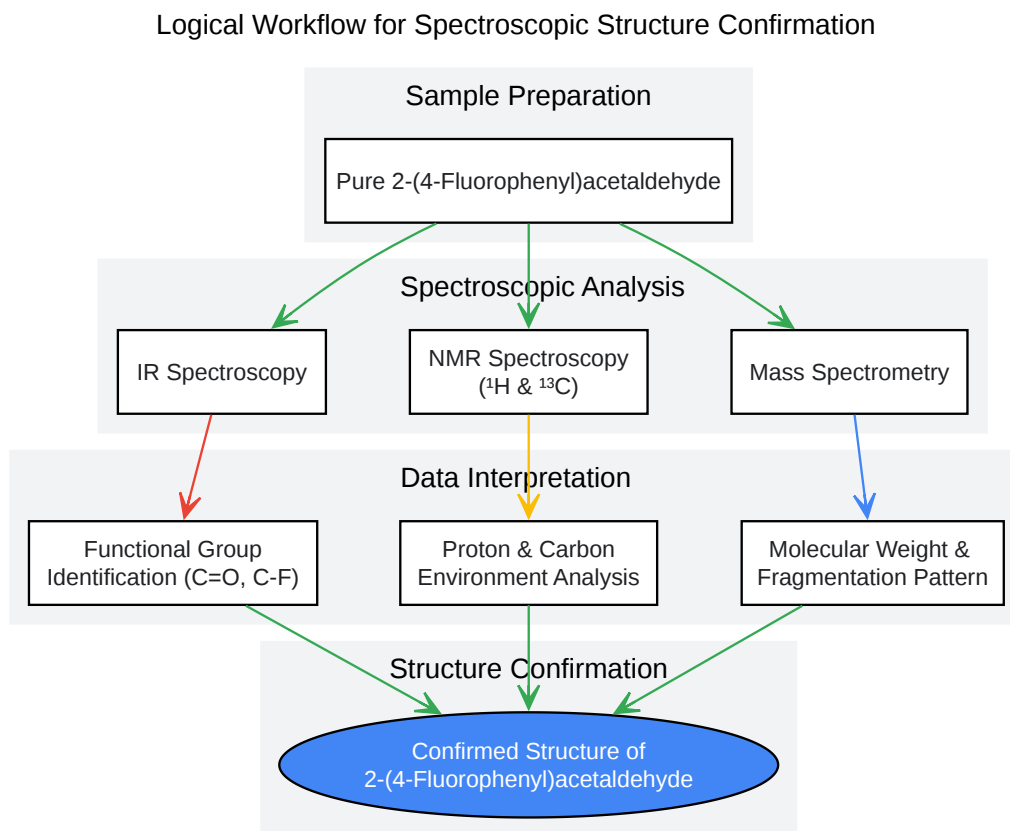 Logical Workflow for Spectroscopic Structure Confirmation
Sample Preparation
Pure 2-(4-Fluorophenyl)acetaldehyde
Spectroscopic Analysis
IR Spectroscopy
NMR Spectroscopy
(¹H & ¹³C)
Mass Spectrometry
Data Interpretation
Functional Group
Identification (C=O, C-F)
Proton & Carbon
Environment Analysis
Molecular Weight &
Fragmentation Pattern
Structure Confirmation
Confirmed Structure of
2-(4-Fluorophenyl)acetaldehyde